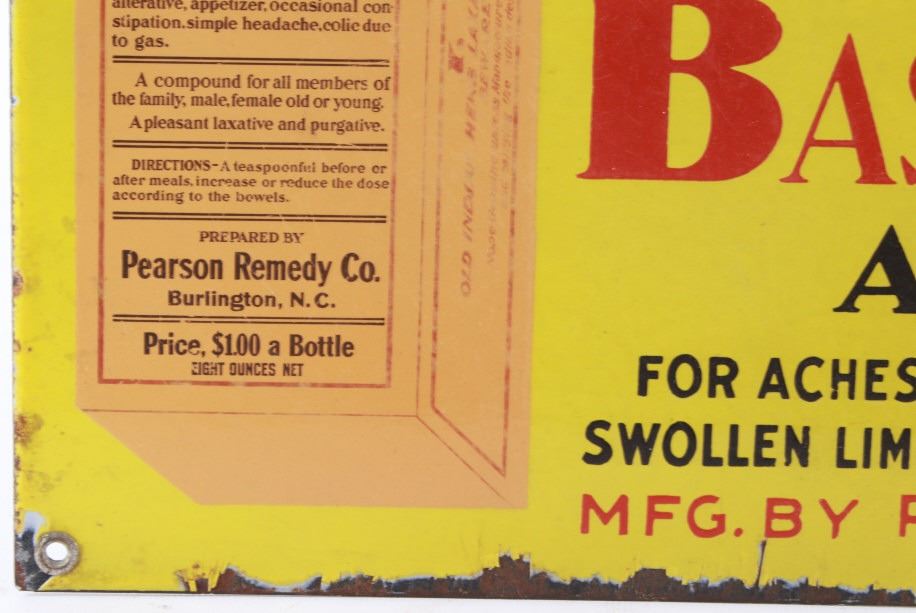 alterative, appetizer, occasional con-
stipation, simple headache, colic due
to gas.
A compound for all members of
the family, male, female old or young.
A pleasant laxative and purgative.
DIRECTIONS-A teaspoonful before or
after meals, increase or reduce the dose
according to the bowels.
PREPARED BY
Pearson Remedy Co.
Burlington, N. C.
Price, $1.00 a Bottle
EIGHT OUNCES NET
OLD INDIAN HERB
BAS
A
FOR ACHES
SWOLLEN LIM
MFG. BY